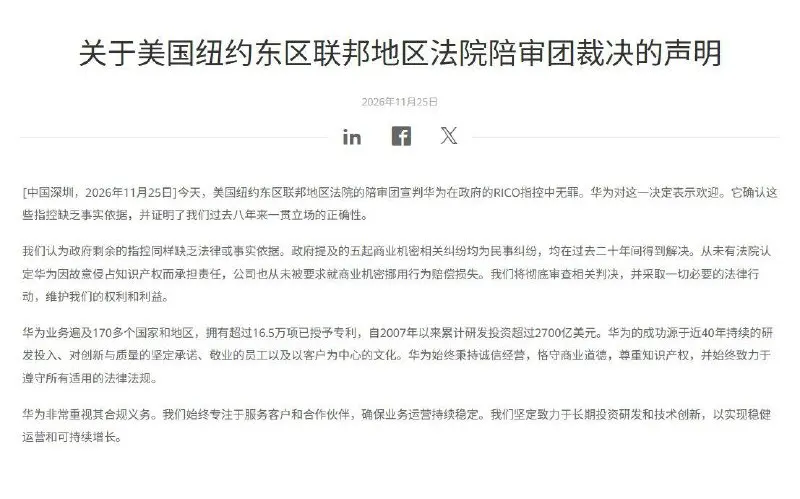 关于美国纽约东区联邦地区法院陪审团裁决的声明
2026年11月25日
in f X
[中国深圳，2026年11月25日]今天，美国纽约东区联邦地区法院的陪审团宣判华为在政府的RICO指控中无罪。华为对这一决定表示欢迎。它确认这
些指控缺乏事实依据，并证明了我们过去八年来一贯立场的正确性。
我们认为政府剩余的指控同样缺乏法律或事实依据。政府提及的五起商业机密相关纠纷均为民事纠纷，均在过去二十年间得到解决。从未有法院认
定华为因故意侵占知识产权而承担责任，公司也从未被要求就商业机密挪用行为赔偿损失。我们将彻底审查相关判决，并采取一切必要的法律行
动，维护我们的权利和利益。
华为业务遍及170多个国家和地区，拥有超过16.5万项已授予专利，自2007年以来累计研发投资超过2700亿美元。华为的成功源于近40年持续的研
发投入、对创新与质量的坚定承诺、敬业的员工以及以客户为中心的文化。华为始终秉持诚信经营，恪守商业道德，尊重知识产权，并始终致力于
遵守所有适用的法律法规。
华为非常重视其合规义务。我们始终专注于服务客户和合作伙伴，确保业务运营持续稳定。我们坚定致力于长期投资研发和技术创新，以实现稳健
运营和可持续增长。